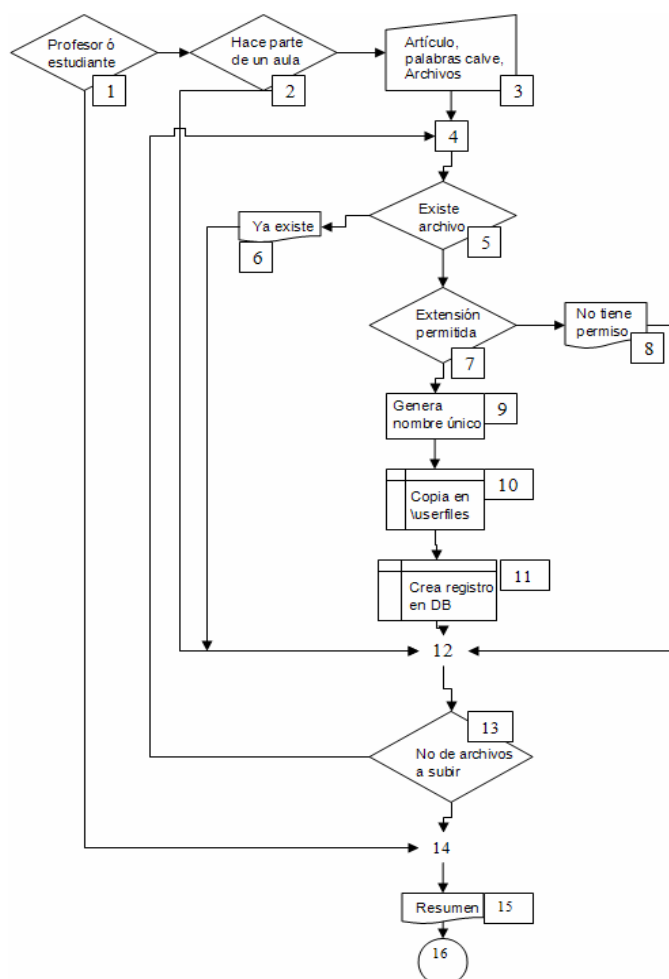 Profesor ó
estudiante
1
Hace parte
de un aula
2
Artículo,
palabras calve,
Archivos
3
4
Existe
archivo
5
Ya existe
6
Extensión
permitida
7
No tiene
permiso
8
Genera
nombre único
9
Copia en
\userfiles
10
Crea registro
en DB
11
12
13
No de archivos
a subir
14
Resumen
15
16